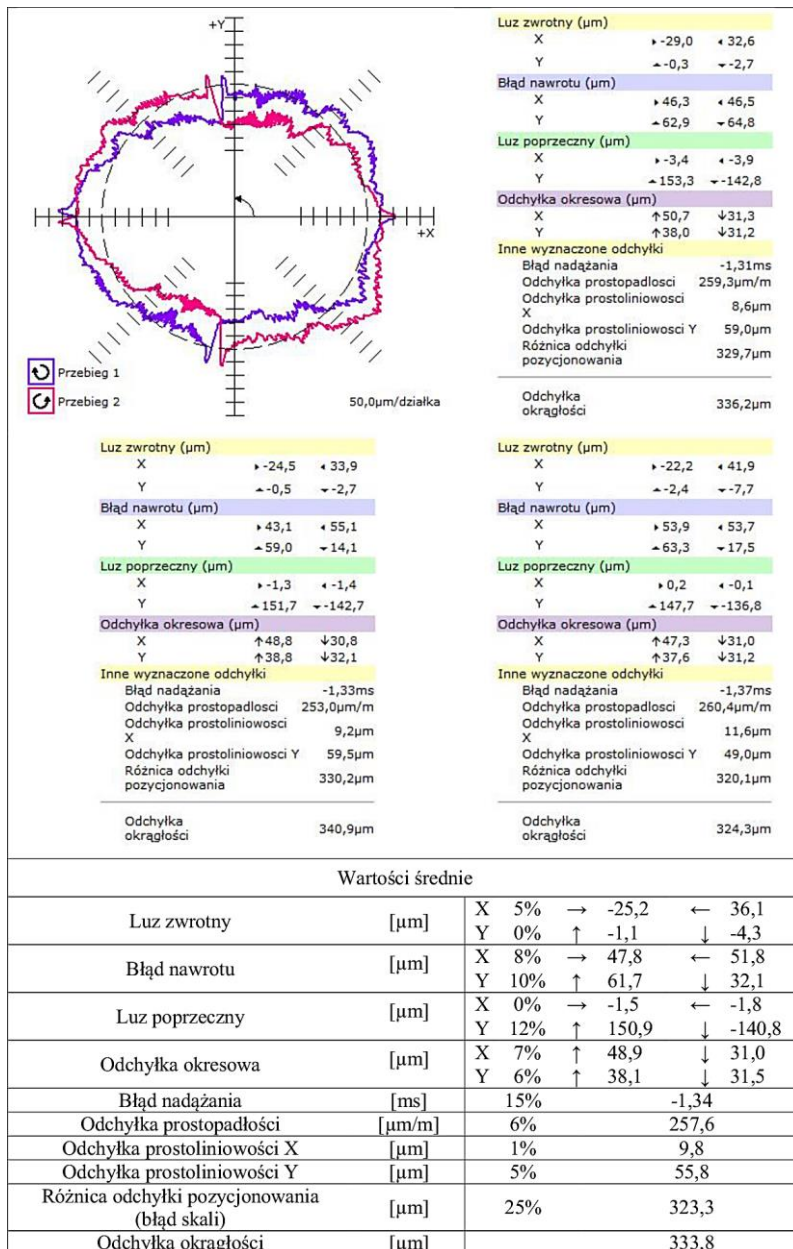 +Y
+X
Przebieg 1
Przebieg 2
50,0µm/działka
Luz zwrotny (µm)
X ▸-29,0 ◂ 32,6
Y ▴-0,3 ▾-2,7
Błąd nawrotu (µm)
X ▸46,3 ◂46,5
Y ▴62,9 ▾-64,8
Luz poprzeczny (µm)
X ▸-3,4 ◂-3,9
Y ▴153,3 ▾-142,8
Odchyłka okresowa (µm)
X ↑50,7 ↓31,3
Y ↑38,0 ↓31,2
Inne wyznaczone odchyłki
Błąd nadążania -1,31ms
Odchyłka prostopadlosci 259,3µm/m
Odchyłka prostoliniowosci
X 8,6µm
Odchyłka prostoliniowosci Y 59,0µm
Różnica odchyłki
pozycjonowania 329,7µm
Odchyłka
okrągłości 336,2µm
Luz zwrotny (µm)
X ▸-24,5 ◂33,9
Y ▴-0,5 ▾-2,7
Błąd nawrotu (µm)
X ▸43,1 ◂55,1
Y ▴59,0 ▾14,1
Luz poprzeczny (µm)
X ▸-1,3 ◂-1,4
Y ▴151,7 ▾-142,7
Odchyłka okresowa (µm)
X ↑48,8 ↓30,8
Y ↑38,8 ↓32,1
Inne wyznaczone odchyłki
Błąd nadążania -1,33ms
Odchyłka prostopadlosci 253,0µm/m
Odchyłka prostoliniowosci
X 9,2µm
Odchyłka prostoliniowosci Y 59,5µm
Różnica odchyłki
pozycjonowania 330,2µm
Odchyłka
okrągłości 340,9µm
Luz zwrotny (µm)
X ▸-22,2 ◂41,9
Y ▴-2,4 ▾-7,7
Błąd nawrotu (µm)
X ▸53,9 ◂53,7
Y ▴63,3 ▾17,5
Luz poprzeczny (µm)
X ▸0,2 ◂-0,1
Y ▴147,7 ▾-136,8
Odchyłka okresowa (µm)
X ↑47,3 ↓31,0
Y ↑37,6 ↓31,2
Inne wyznaczone odchyłki
Błąd nadążania -1,37ms
Odchyłka prostopadlosci 260,4µm/m
Odchyłka prostoliniowosci
X 11,6µm
Odchyłka prostoliniowosci Y 49,0µm
Różnica odchyłki
pozycjonowania 320,1µm
Odchyłka
okrągłości 324,3µm
Wartości średnie
Luz zwrotny [µm] X 5% → -25,2 ← 36,1
Y 0% ↑ -1,1 ↓ -4,3
Błąd nawrotu [µm] X 8% → 47,8 ← 51,8
Y 10% ↑ 61,7 ↓ 32,1
Luz poprzeczny [µm] X 0% → -1,5 ← -1,8
Y 12% ↑ 150,9 ↓ -140,8
Odchyłka okresowa [µm] X 7% ↑ 48,9 ↓ 31,0
Y 6% ↑ 38,1 ↓ 31,5
Błąd nadążania [ms] 15% -1,34
Odchyłka prostopadłości [µm/m] 6% 257,6
Odchyłka prostoliniowości X [µm] 1% 9,8
Odchyłka prostoliniowości Y [µm] 5% 55,8
Różnica odchyłki pozycjonowania
(błąd skali) [µm] 25% 323,3
Odchyłka okrągłości [µm] 333,8